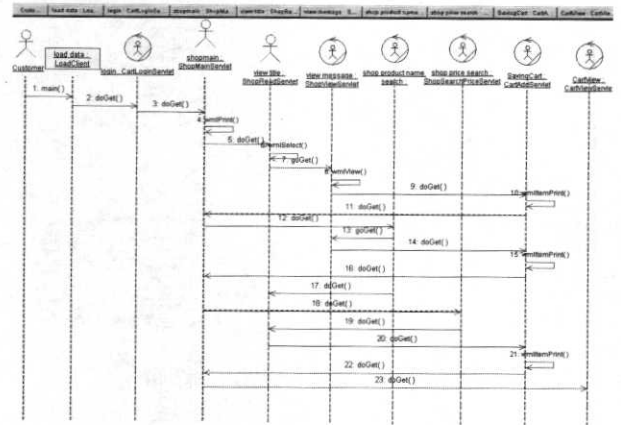 load data :
LoadClient
shopmain :
ShopMainServlet
Customer
login : CartLoginServlet
view title :
ShopReadServlet
view message :
ShopViewServlet
shop product name
search :
shop price search :
ShopSearchPriceServlet
SavingCart :
CartAddServlet
CartView :
CartViewServlet
1: main()
2: doGet()
3: doGet()
4: wmlPrint()
5: doGet()
6: wmlSelect()
7: goGet()
8: wmlView()
9: doGet()
10: wmlItemPrint()
11: doGet()
12: doGet()
13: goGet()
14: doGet()
15: wmlItemPrint()
16: doGet()
17: doGet()
18: doGet()
19: doGet()
20: doGet()
21: wmlItemPrint()
22: doGet()
23: doGet()